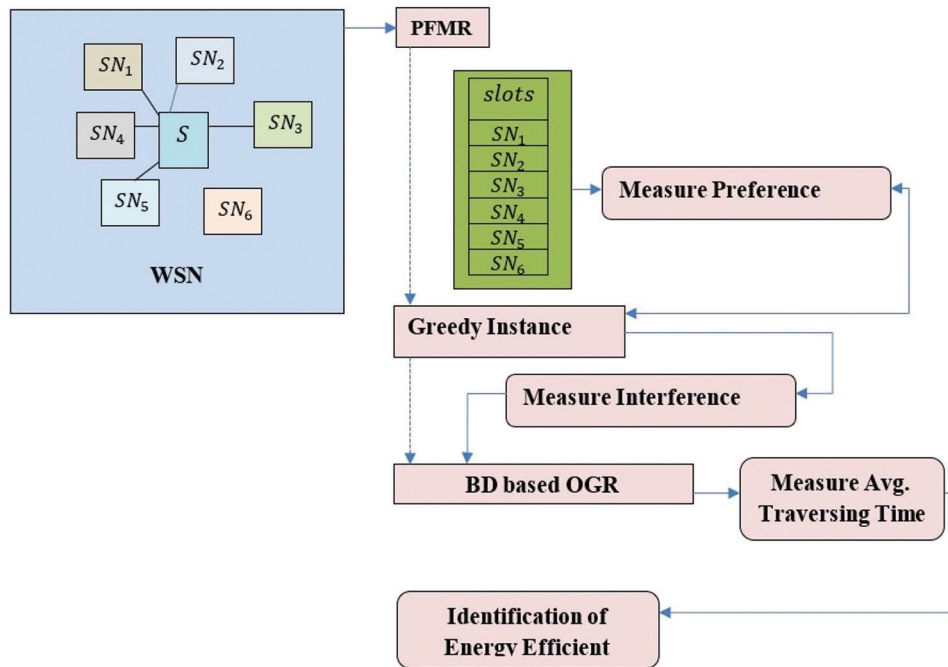 PFMR
SN₁
SN₂
SN₄
S
SN₃
SN₅
SN₆
WSN
slots
SN₁
SN₂
SN₃
SN₄
SN₅
SN₆
Measure Preference
Greedy Instance
Measure Interference
BD based OGR
Measure Avg.
Traversing Time
Identification of
Energy Efficient